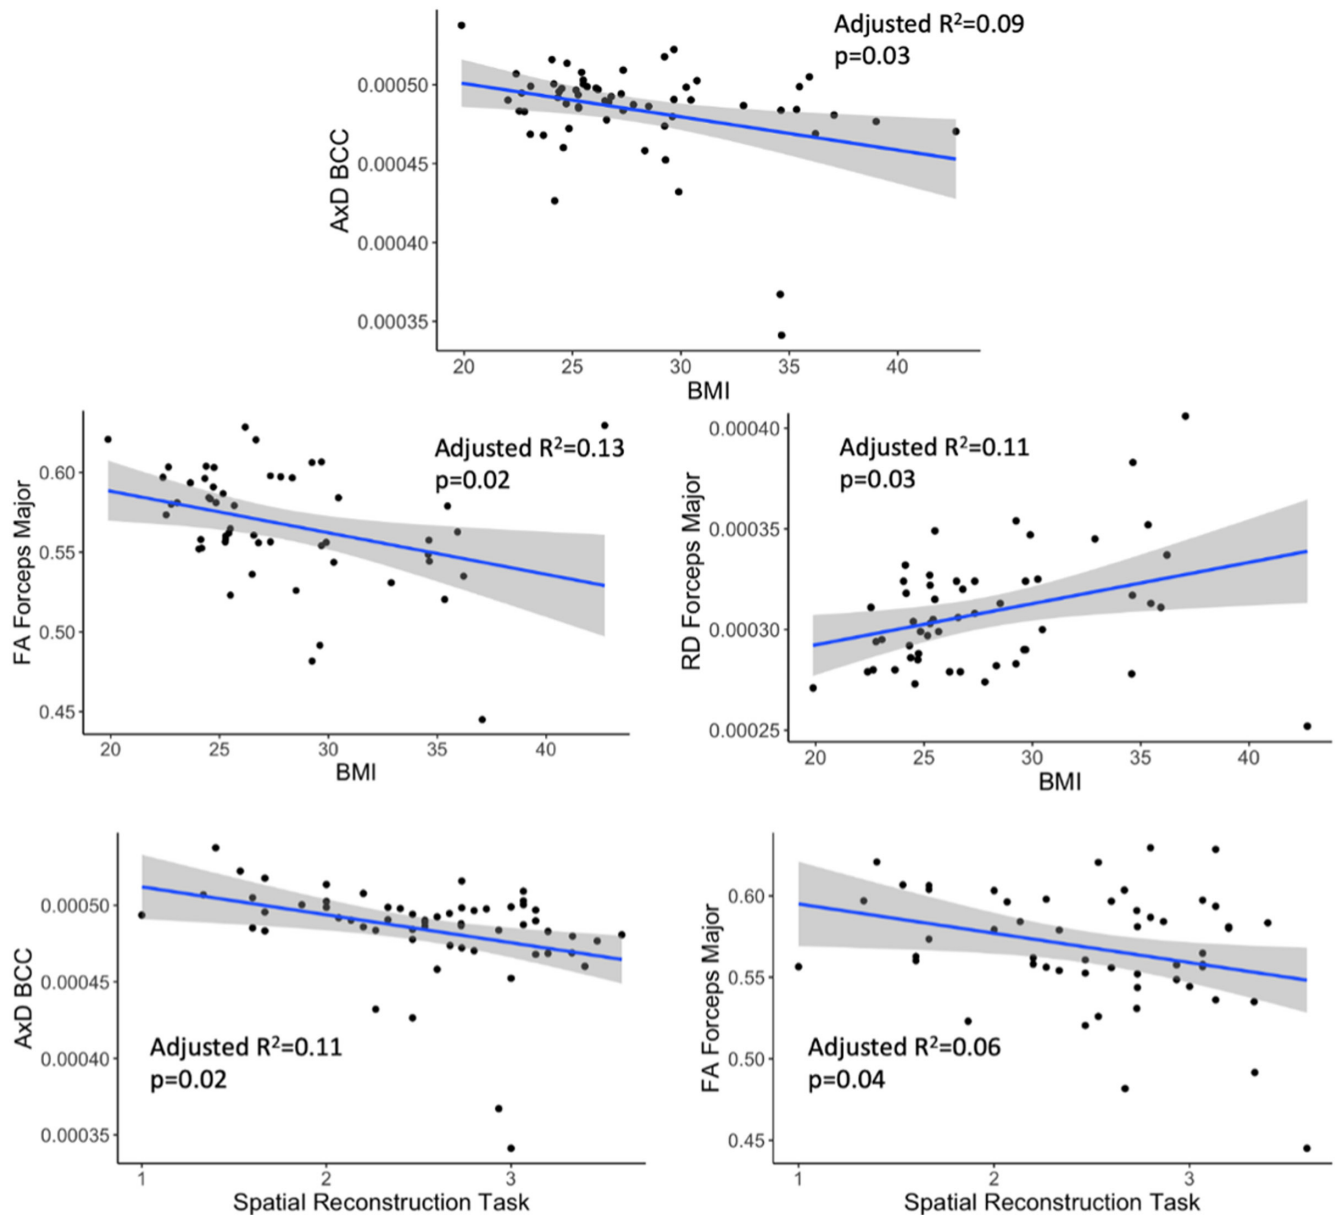 Adjusted R²=0.09
p=0.03
AxD BCC
0.00050
0.00045
0.00040
0.00035
20 25 30 35 40
BMI
Adjusted R²=0.13
p=0.02
FA Forceps Major
0.60
0.55
0.50
0.45
20 25 30 35 40
BMI
Adjusted R²=0.11
p=0.03
RD Forceps Major
0.00040
0.00035
0.00030
0.00025
20 25 30 35 40
BMI
AxD BCC
0.00050
0.00045
0.00040
0.00035
Adjusted R²=0.11
p=0.02
1 2 3
Spatial Reconstruction Task
FA Forceps Major
0.60
0.55
0.50
0.45
Adjusted R²=0.06
p=0.04
1 2 3
Spatial Reconstruction Task